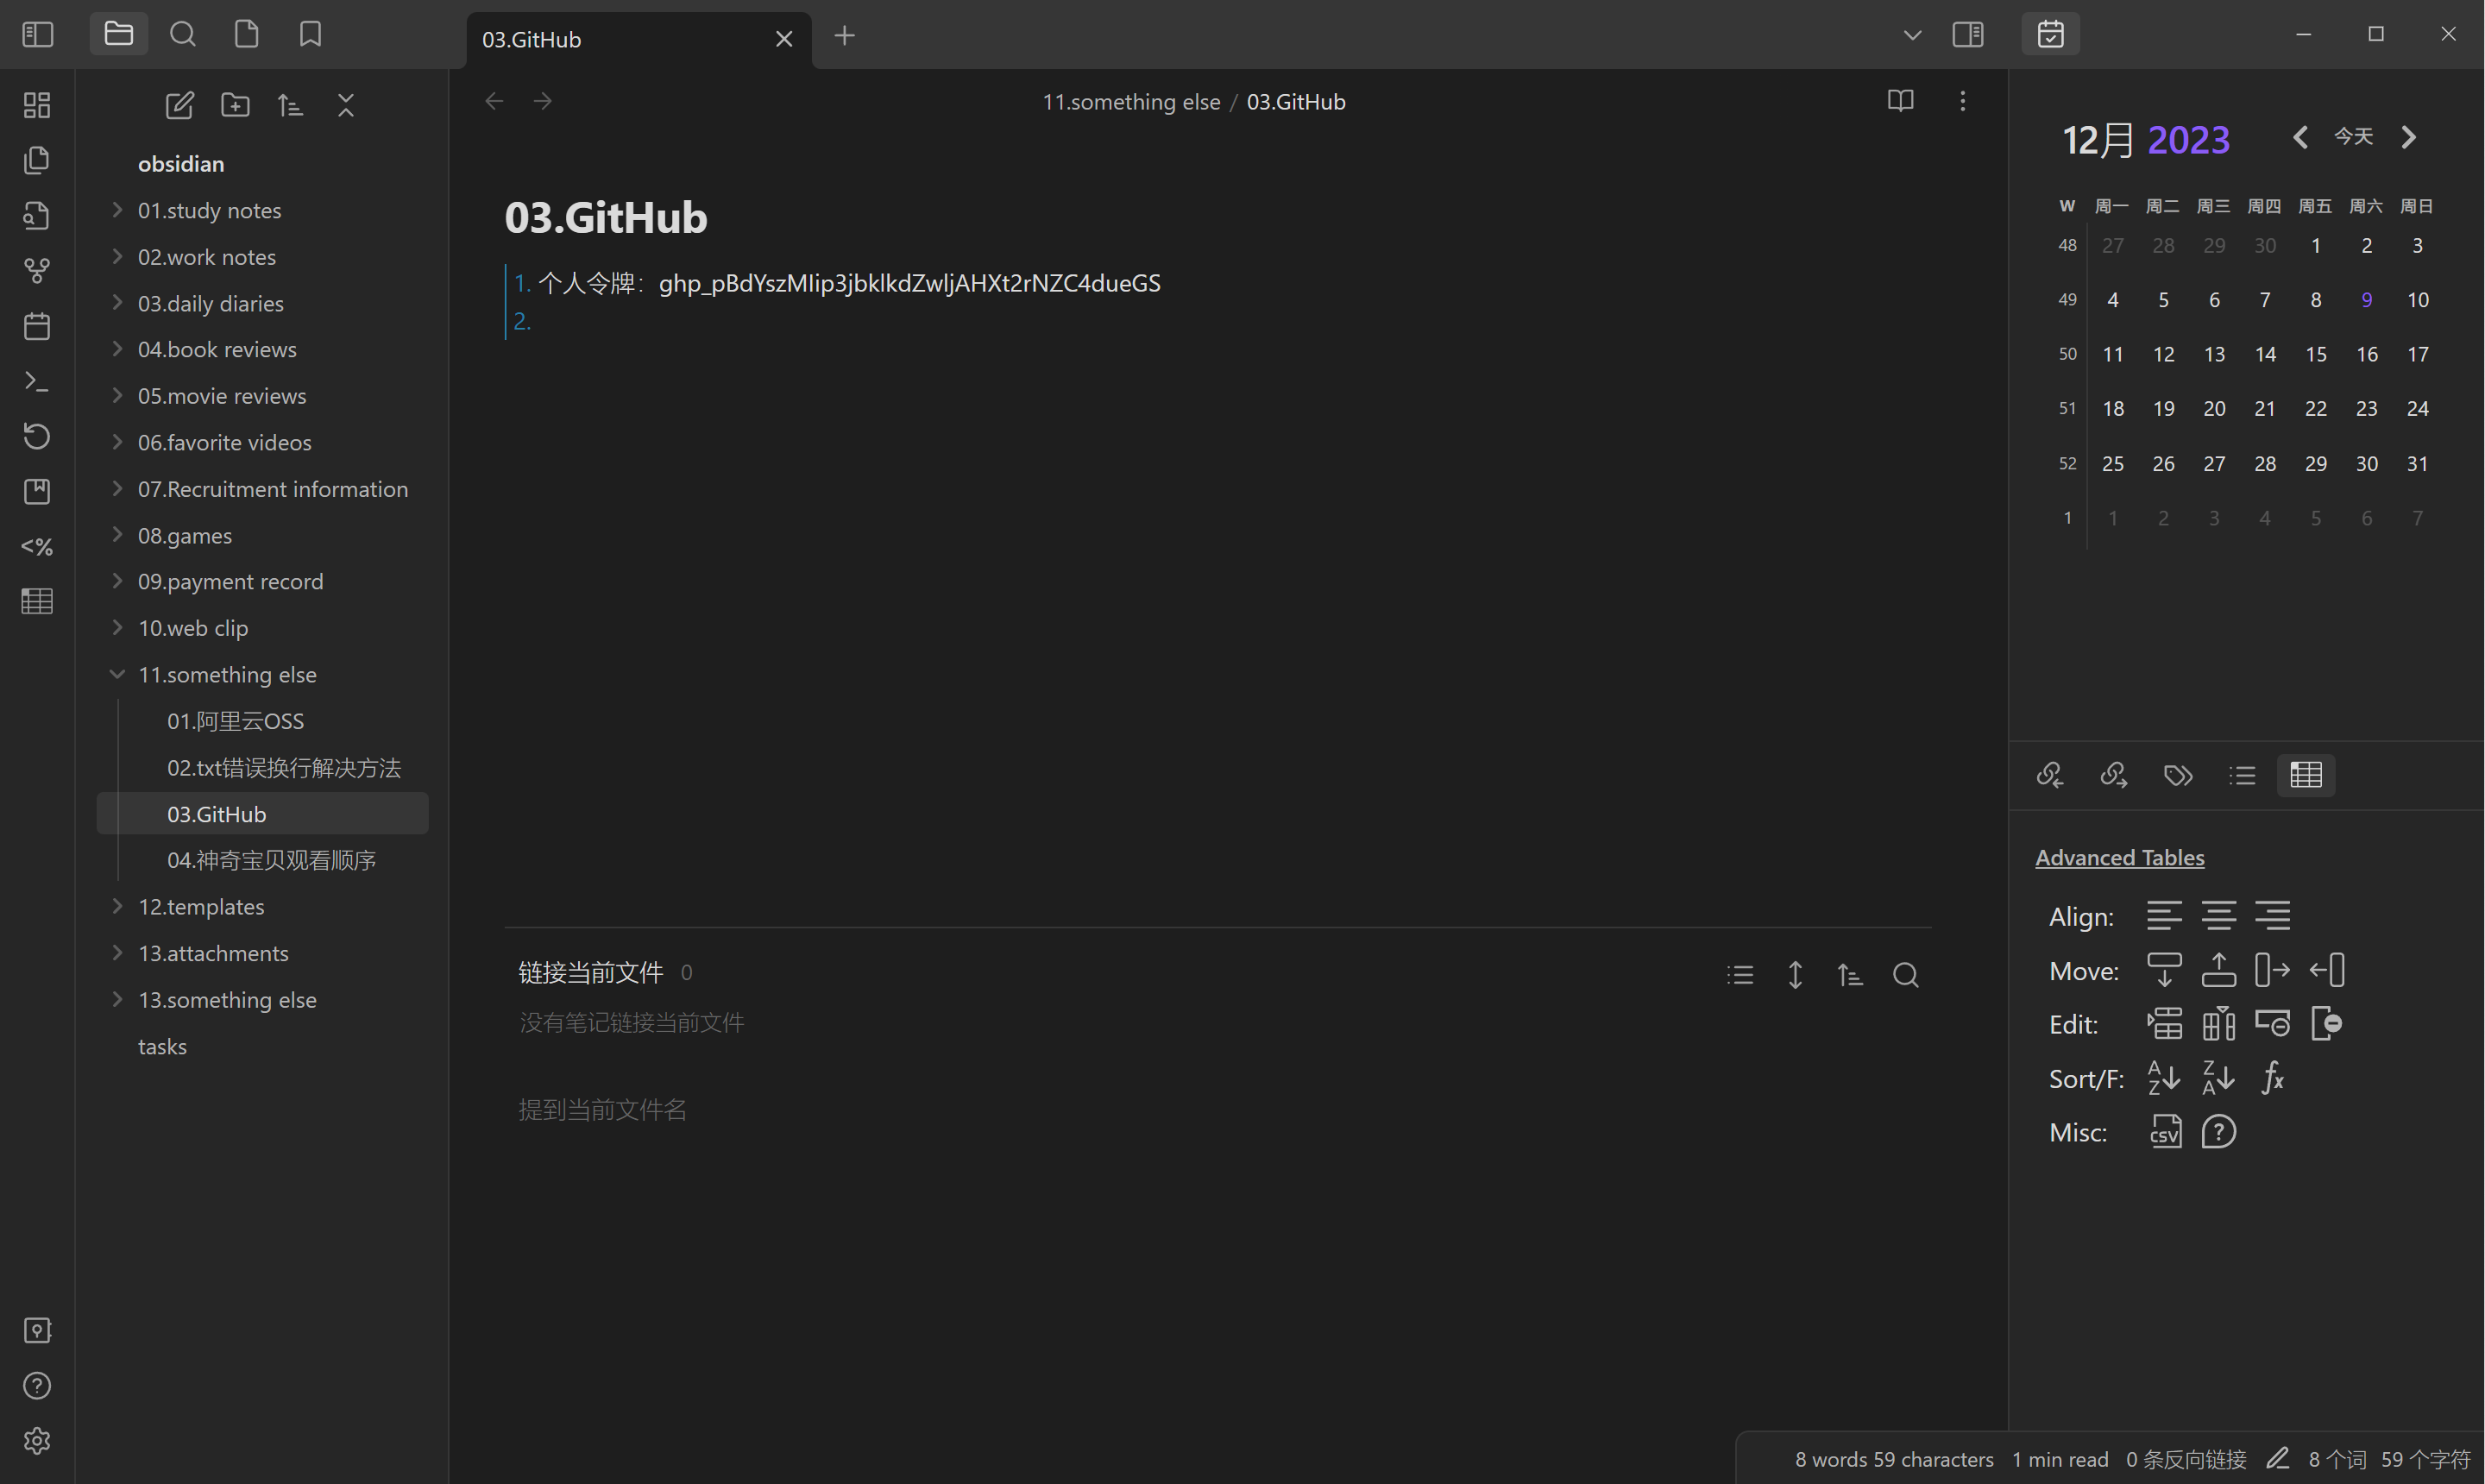 03.GitHub
obsidian
01.study notes
02.work notes
03.daily diaries
04.book reviews
05.movie reviews
06.favorite videos
07.Recruitment information
08.games
09.payment record
10.web clip
11.something else
01.阿里云OSS
02.txt错误换行解决方法
03.GitHub
04.神奇宝贝观看顺序
12.templates
13.attachments
13.something else
tasks
11.something else / 03.GitHub
03.GitHub
1. 个人令牌：
2.
链接当前文件 0
没有笔记链接当前文件
提到当前文件名
12月 2023 今天
W 周一 周二 周三 周四 周五 周六 周日
48 27 28 29 30 1 2 3
49 4 5 6 7 8 9 10
50 11 12 13 14 15 16 17
51 18 19 20 21 22 23 24
52 25 26 27 28 29 30 31
1 1 2 3 4 5 6 7
Advanced Tables
Align:
Move:
Edit:
Sort/F:
Misc:
8 words 59 characters 1 min read 0 条反向链接 8 个词 59 个字符